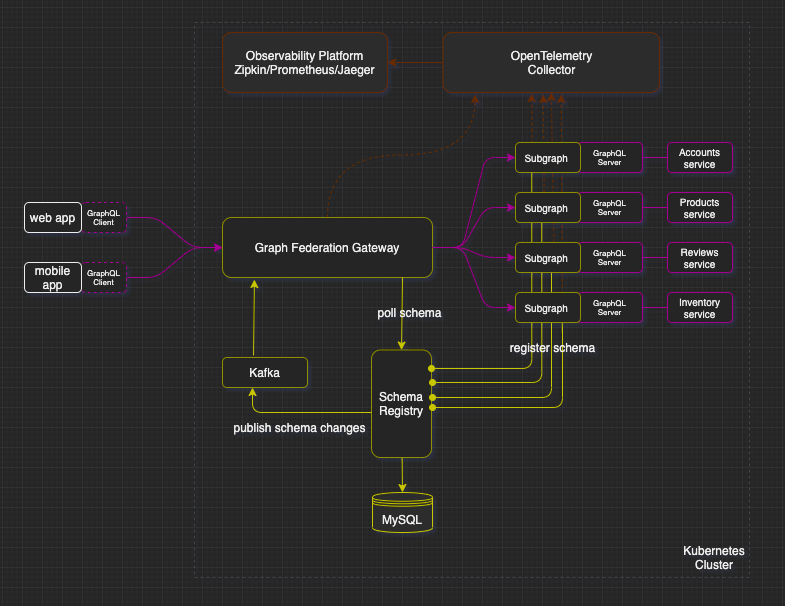 Observability Platform
Zipkin/Prometheus/Jaeger
OpenTelemetry
Collector
Subgraph
GraphQL
Server
Accounts
service
Subgraph
GraphQL
Server
Products
service
web app
GraphQL
Client
Graph Federation Gateway
Subgraph
GraphQL
Server
Reviews
service
mobile
app
GraphQL
Client
Subgraph
GraphQL
Server
Inventory
service
poll schema
register schema
Kafka
Schema
Registry
publish schema changes
MySQL
Kubernetes
Cluster